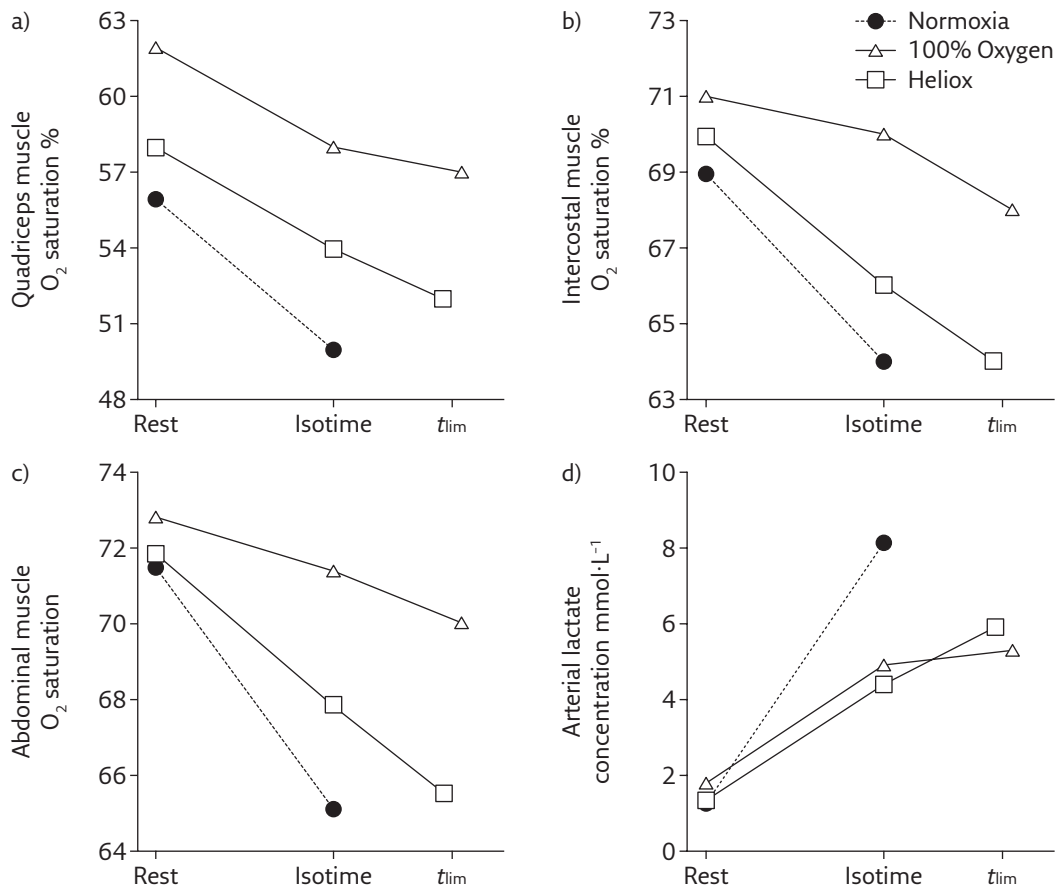 a)
63
60
57
54
51
48
Quadriceps muscle
O₂ saturation %
Rest
Isotime
tlim
b)
73
71
69
67
65
63
Intercostal muscle
O₂ saturation %
Rest
Isotime
tlim
Normoxia
100% Oxygen
Heliox
c)
74
72
70
68
66
64
Abdominal muscle
O₂ saturation
Rest
Isotime
tlim
d)
10
8
6
4
2
0
Arterial lactate
concentration mmol·L⁻¹
Rest
Isotime
tlim